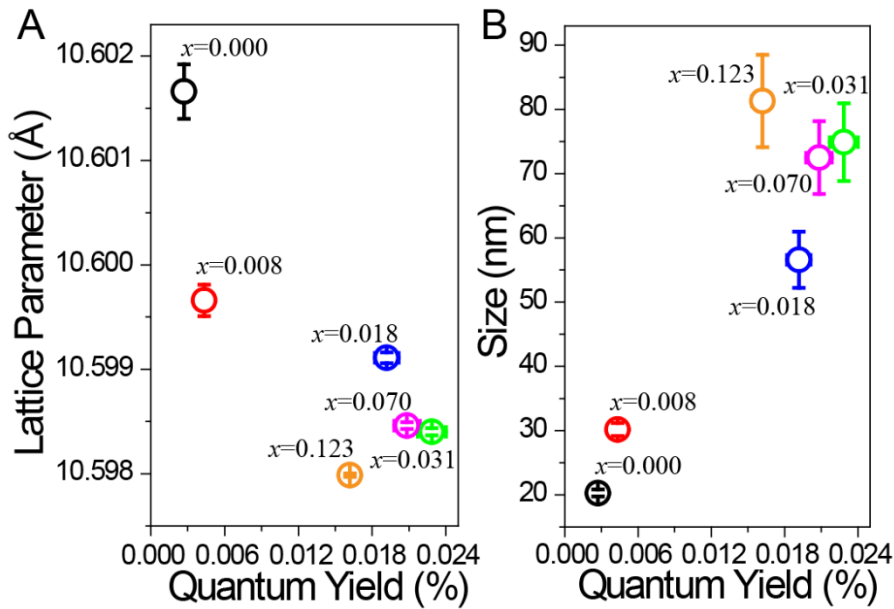 A
B
x=0.000
x=0.008
x=0.018
x=0.070
x=0.123
x=0.031
10.602
10.601
10.600
10.599
10.598
Lattice Parameter (Å)
0.000 0.006 0.012 0.018 0.024
Quantum Yield (%)
x=0.123
x=0.031
x=0.070
x=0.018
x=0.008
x=0.000
90
80
70
60
50
40
30
20
Size (nm)
0.000 0.006 0.012 0.018 0.024
Quantum Yield (%)